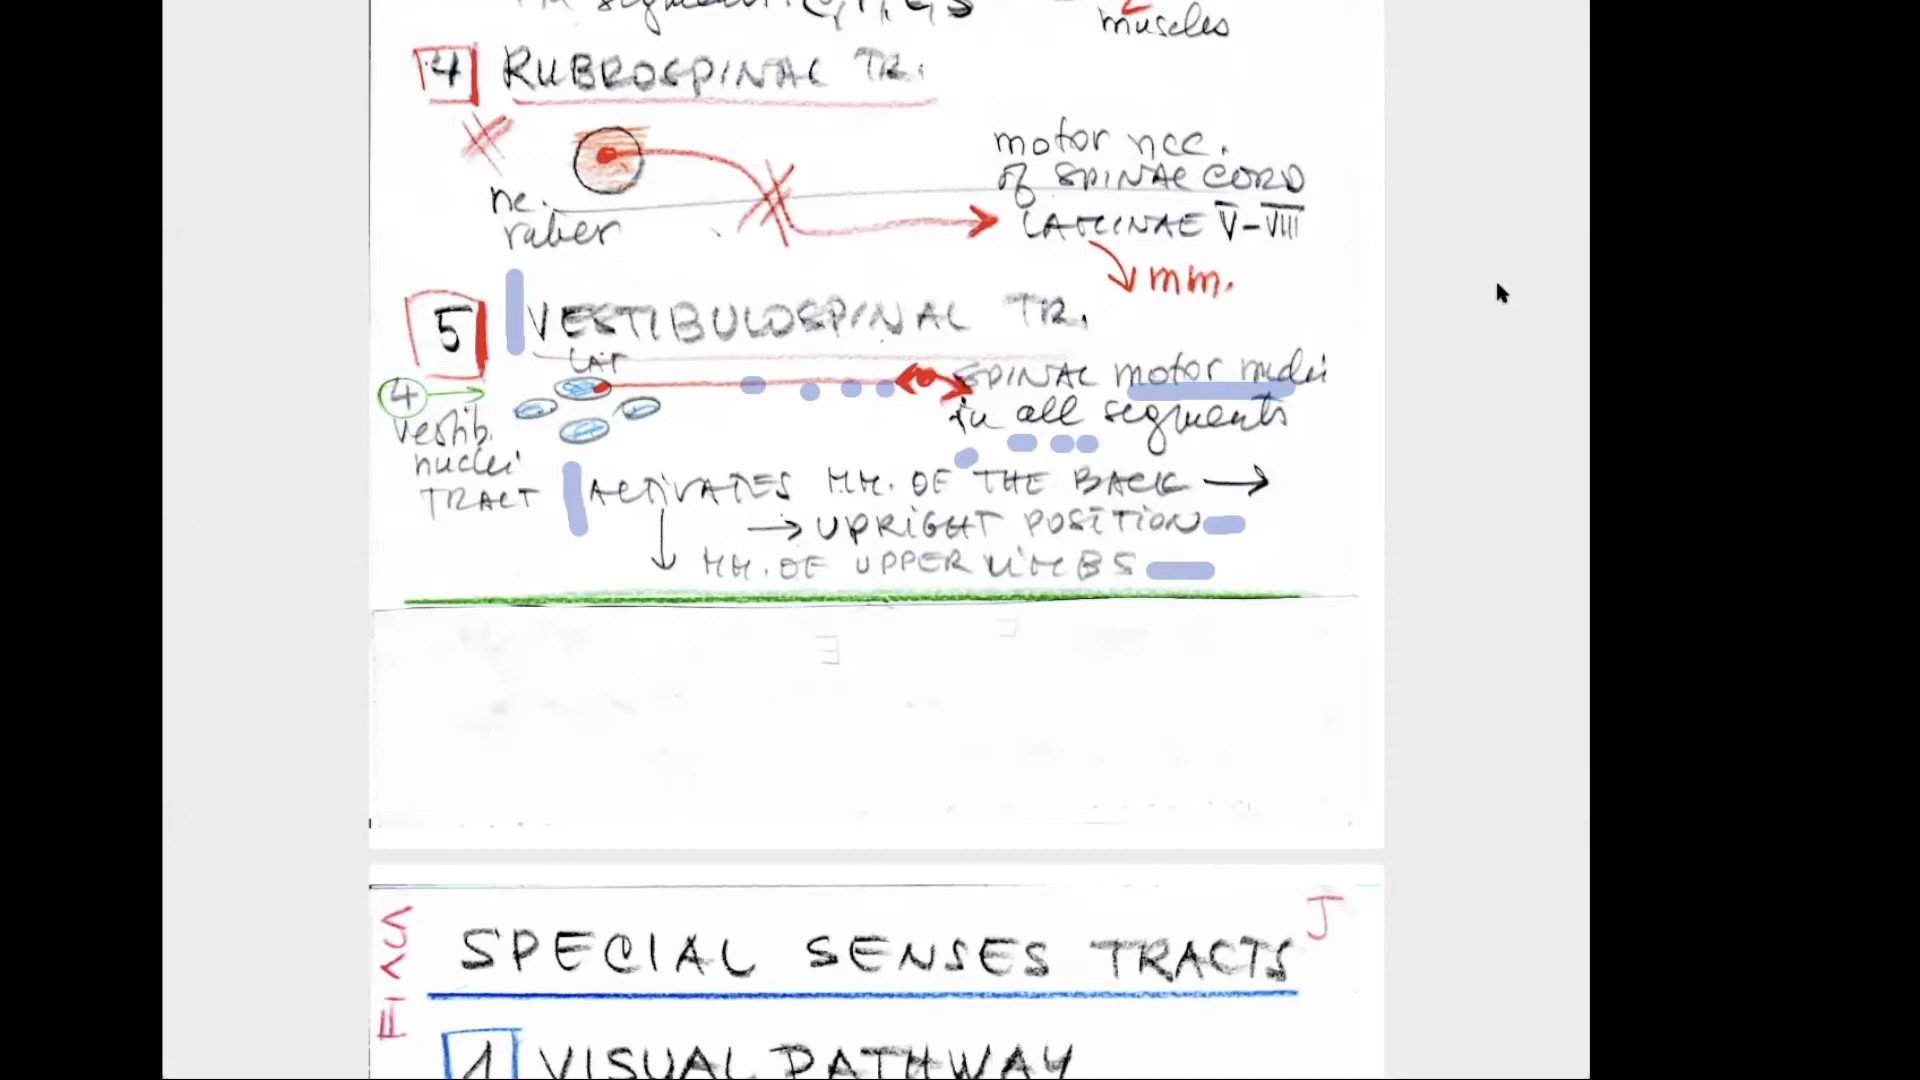 muscles
4 RUBROSPINAL TR.
motor ncc.
of SPINAL CORD
nc.
ruber
LAMINAE V-VIII
mm.
5 VESTIBULOSPINAL TR.
LAT
4
SPINAL motor nuclei
in all segments
vestib.
nuclei
TRACT
ACTIVATES MM. OF THE BACK →
→ UPRIGHT POSITION
↓ MM. OF UPPER LIMBS
J
SPECIAL SENSES TRACTS
1 VISUAL PATHWAY